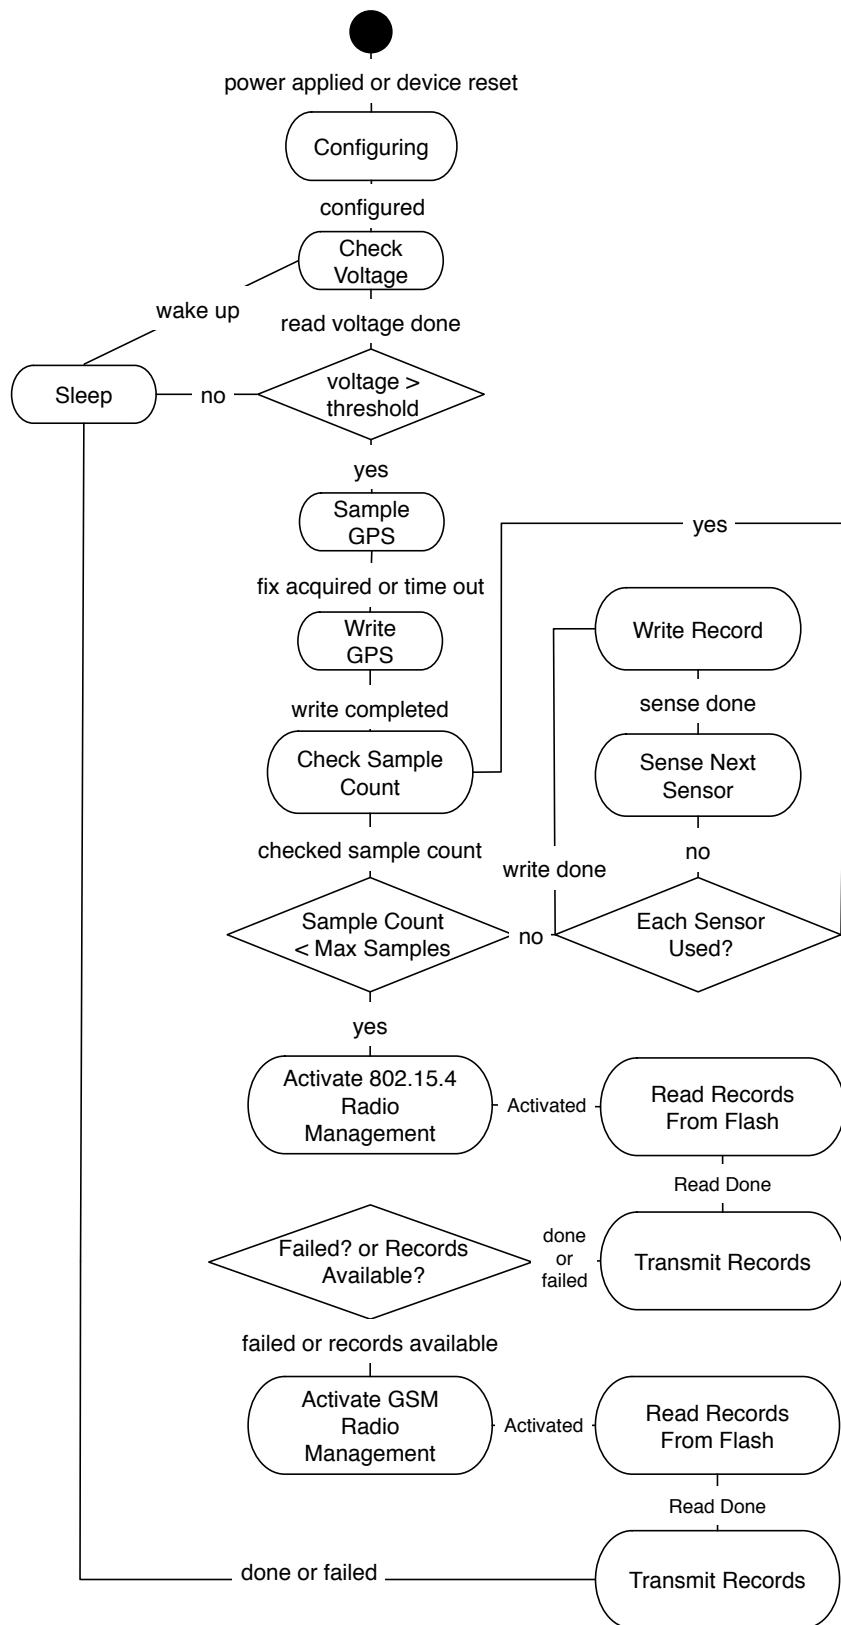 power applied or device reset
Configuring
configured
Check
Voltage
wake up
read voltage done
Sleep
no
voltage >
threshold
yes
Sample
GPS
yes
fix acquired or time out
Write
GPS
Write Record
write completed
sense done
Check Sample
Count
Sense Next
Sensor
checked sample count
write done
no
Sample Count
< Max Samples
no
Each Sensor
Used?
yes
Activate 802.15.4
Radio
Management
Activated
Read Records
From Flash
Read Done
Failed? or Records
Available?
done
or
failed
Transmit Records
failed or records available
Activate GSM
Radio
Management
Activated
Read Records
From Flash
Read Done
done or failed
Transmit Records